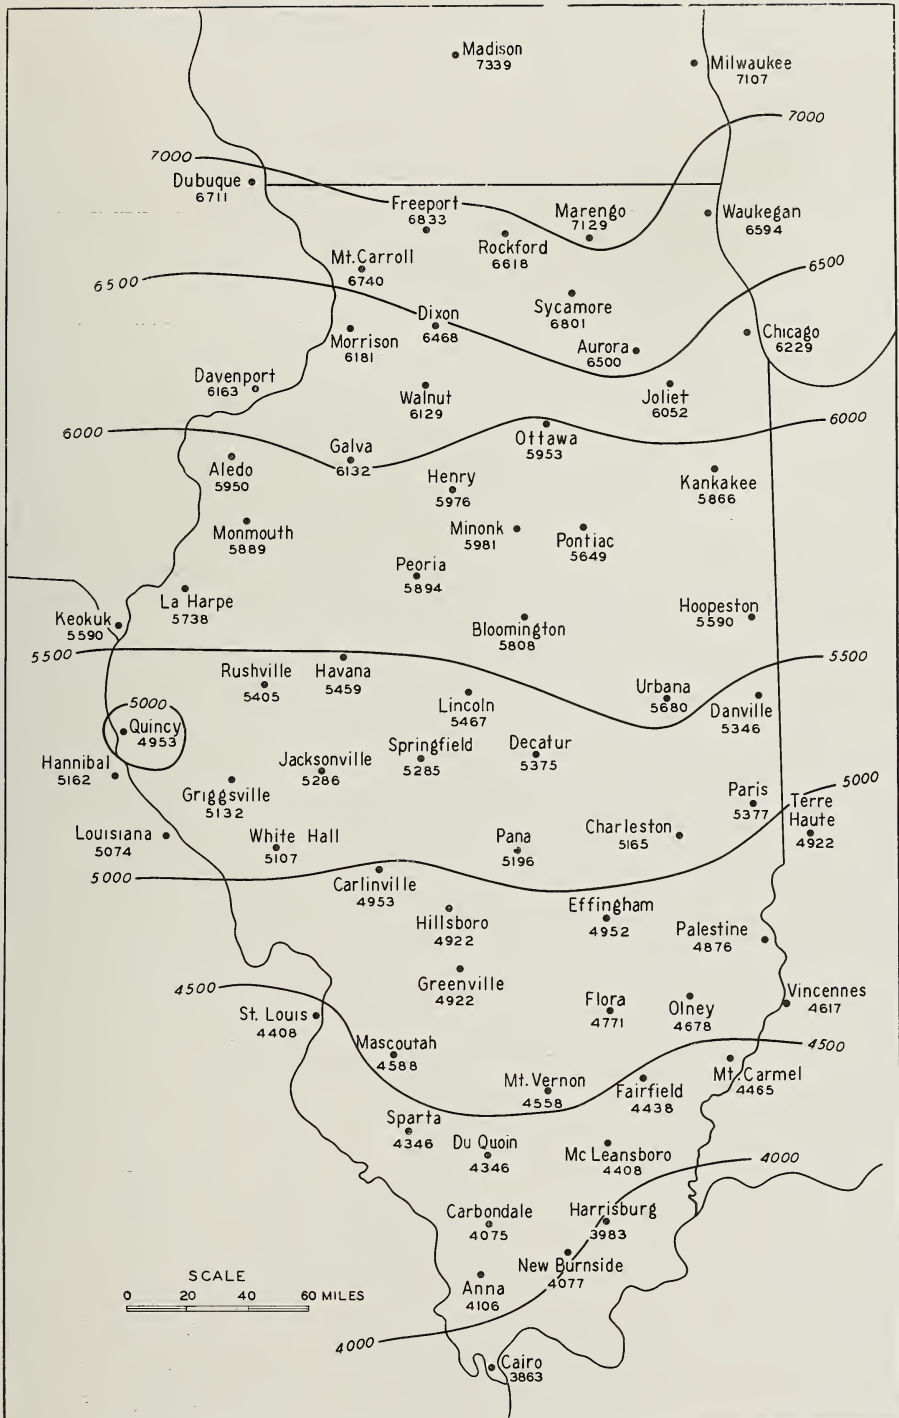 Madison
7339
Milwaukee
7107
7000
7000
Dubuque
6711
Freeport
6833
Marengo
7129
Waukegan
6594
Rockford
6618
Mt. Carroll
6740
6500
6500
Sycamore
6801
Dixon
6468
Morrison
6181
Chicago
6229
Aurora
6500
Davenport
6163
Walnut
6129
Joliet
6052
6000
6000
Ottawa
5953
Galva
6132
Aledo
5950
Henry
5976
Kankakee
5866
Monmouth
5889
Minonk
5981
Pontiac
5649
Peoria
5894
La Harpe
5738
Hoopeston
5590
Keokuk
5590
Bloomington
5808
5500
5500
Rushville
5405
Havana
5459
Lincoln
5467
Urbana
5680
Danville
5346
5000
Quincy
4953
Hannibal
5162
Jacksonville
5286
Springfield
5285
Decatur
5375
Griggsville
5132
5000
Paris
5377
Terre
Haute
4922
Louisiana
5074
White Hall
5107
Pana
5196
Charleston
5165
5000
Carlinville
4953
Hillsboro
4922
Effingham
4952
Palestine
4876
Greenville
4922
4500
St. Louis
4408
Flora
4771
Olney
4678
Vincennes
4617
4500
Mascoutah
4588
Mt. Vernon
4558
Fairfield
4438
Mt. Carmel
4465
Sparta
4346
Du Quoin
4346
Mc Leansboro
4408
4000
Carbondale
4075
Harrisburg
3983
New Burnside
4077
Anna
4106
SCALE
0 20 40 60 MILES
4000
Cairo
3863